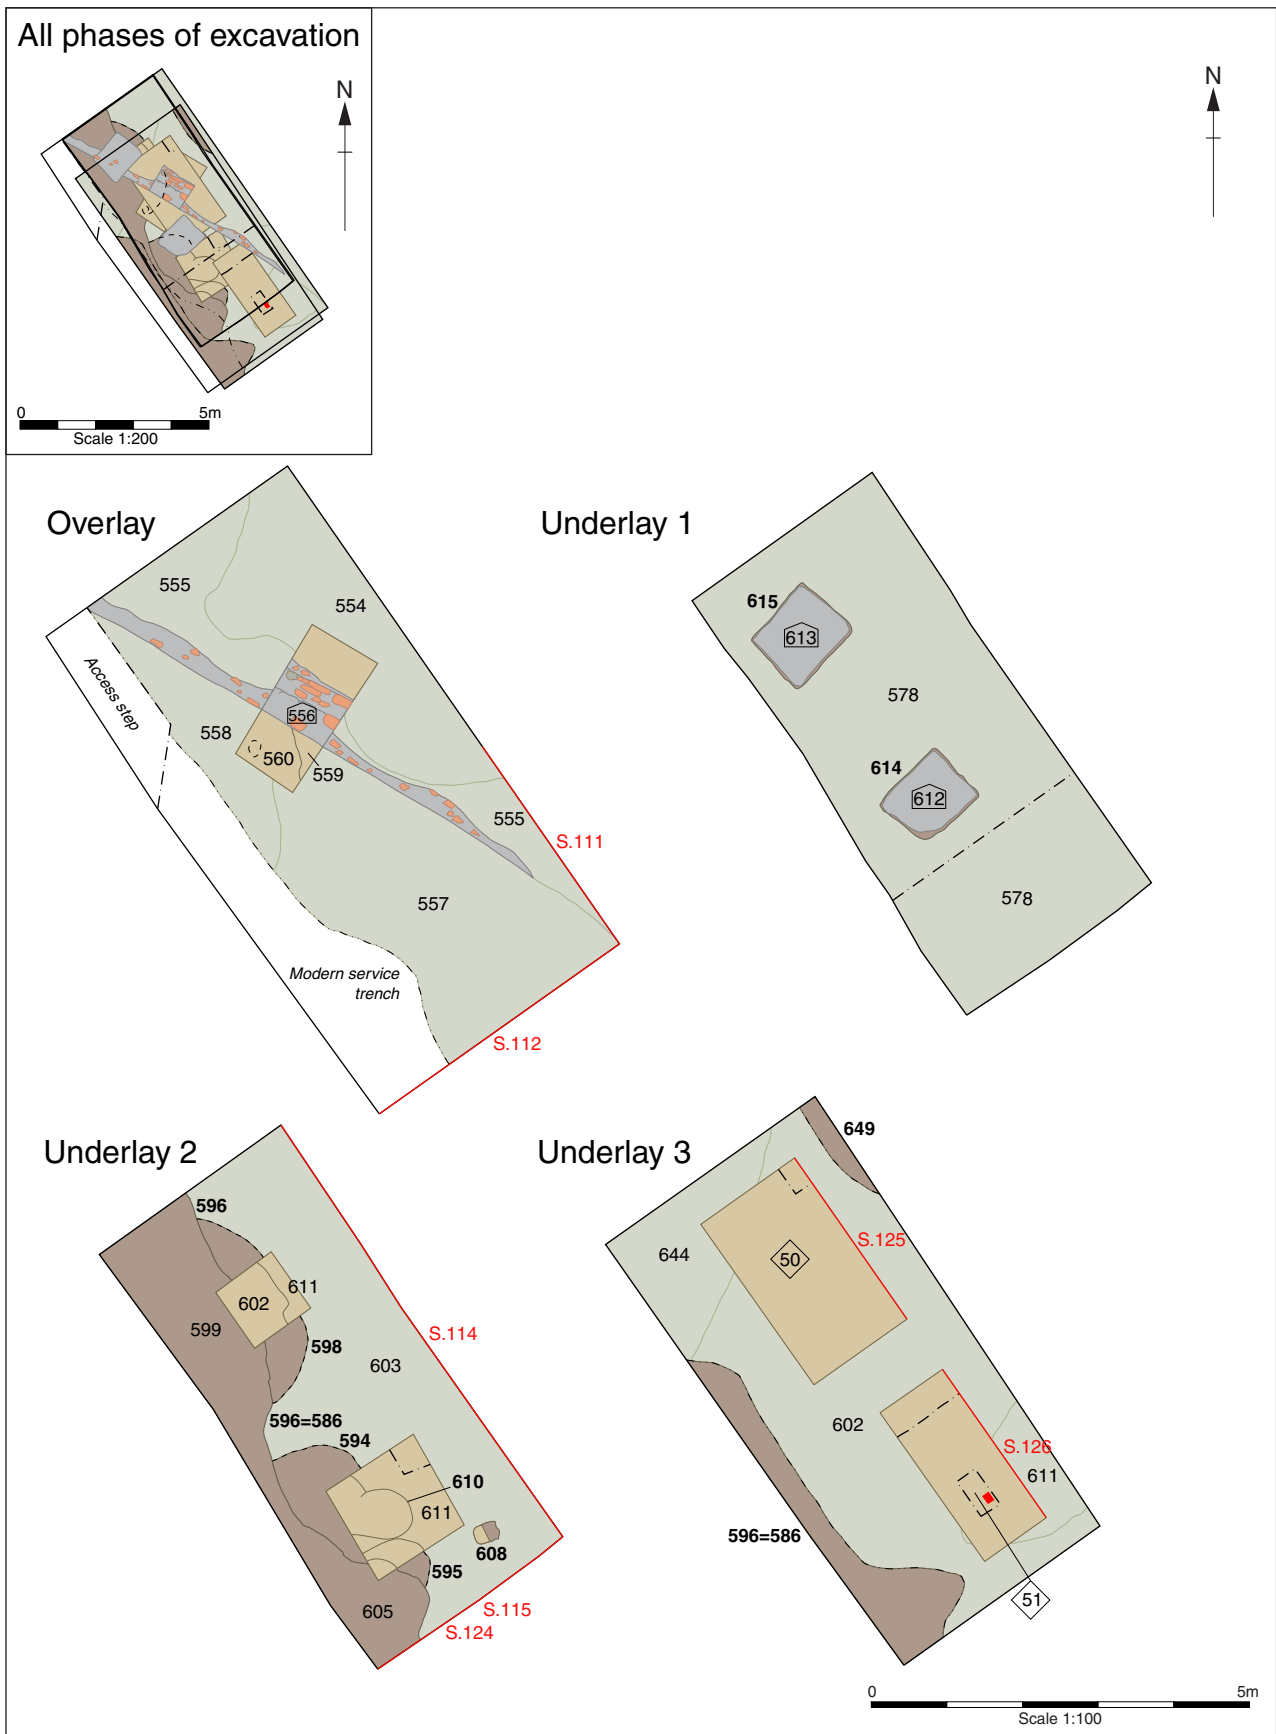 All phases of excavation
N
0 5m
Scale 1:200
N
Overlay
555
554
Access step
558
556
560
559
555
S.111
557
Modern service
trench
S.112
Underlay 1
615
613
578
614
612
578
Underlay 2
596
611
602
599
598
S.114
603
596=586
594
610
611
608
595
605
S.115
S.124
Underlay 3
649
644
50
S.125
602
S.126
611
596=586
51
0 5m
Scale 1:100